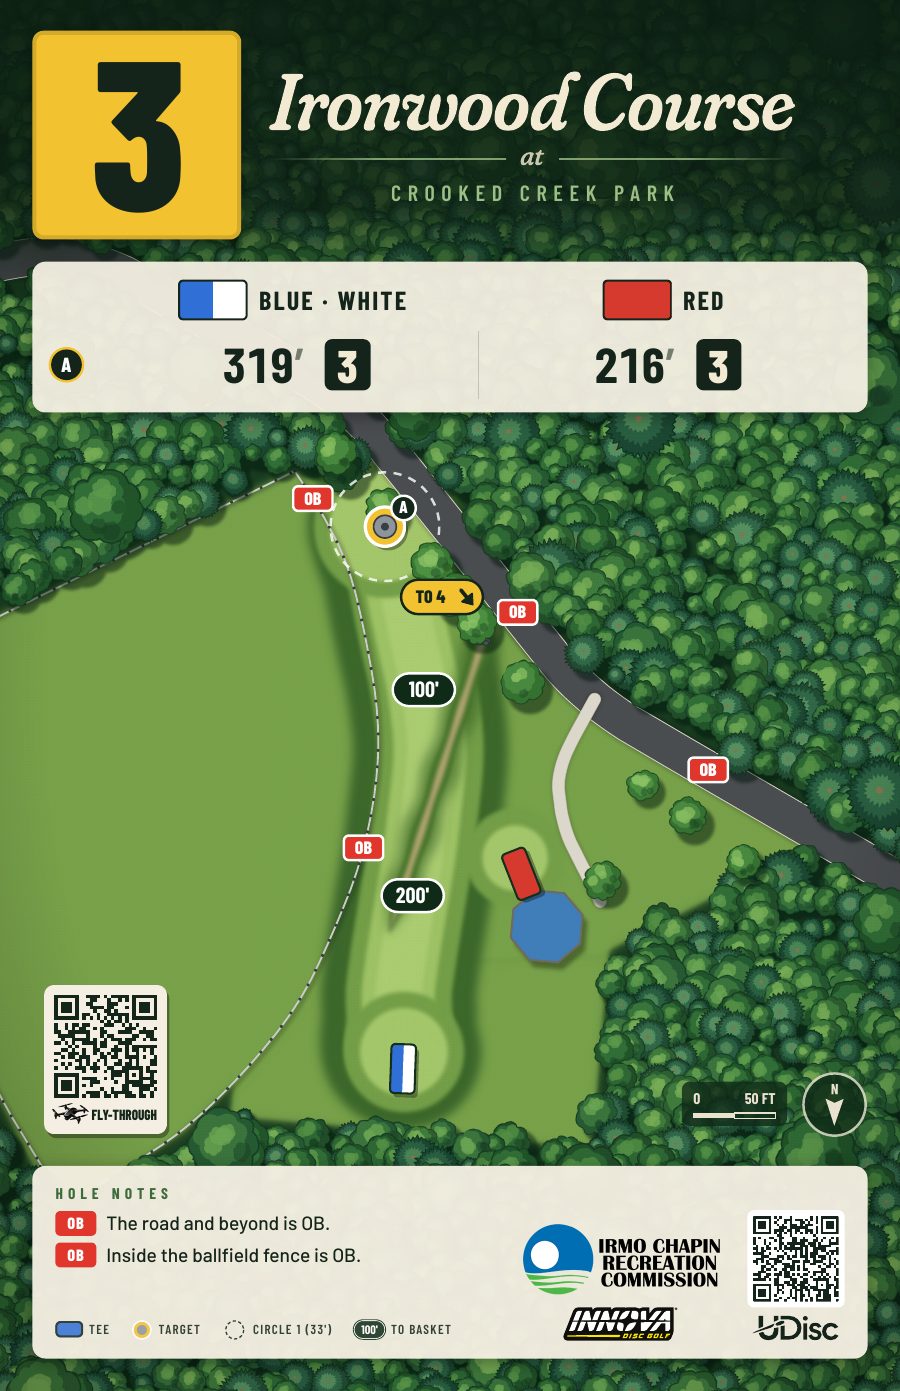 3
Ironwood Course
at
CROOKED CREEK PARK
BLUE · WHITE
RED
A
319′ 3
216′ 3
OB
A
TO 4
OB
100'
OB
OB
200'
FLY-THROUGH
0 50 FT
N
HOLE NOTES
OB The road and beyond is OB.
OB Inside the ballfield fence is OB.
IRMO CHAPIN
RECREATION
COMMISSION
INNOVA
DISC GOLF
UDisc
TEE
TARGET
CIRCLE 1 (33')
100' TO BASKET